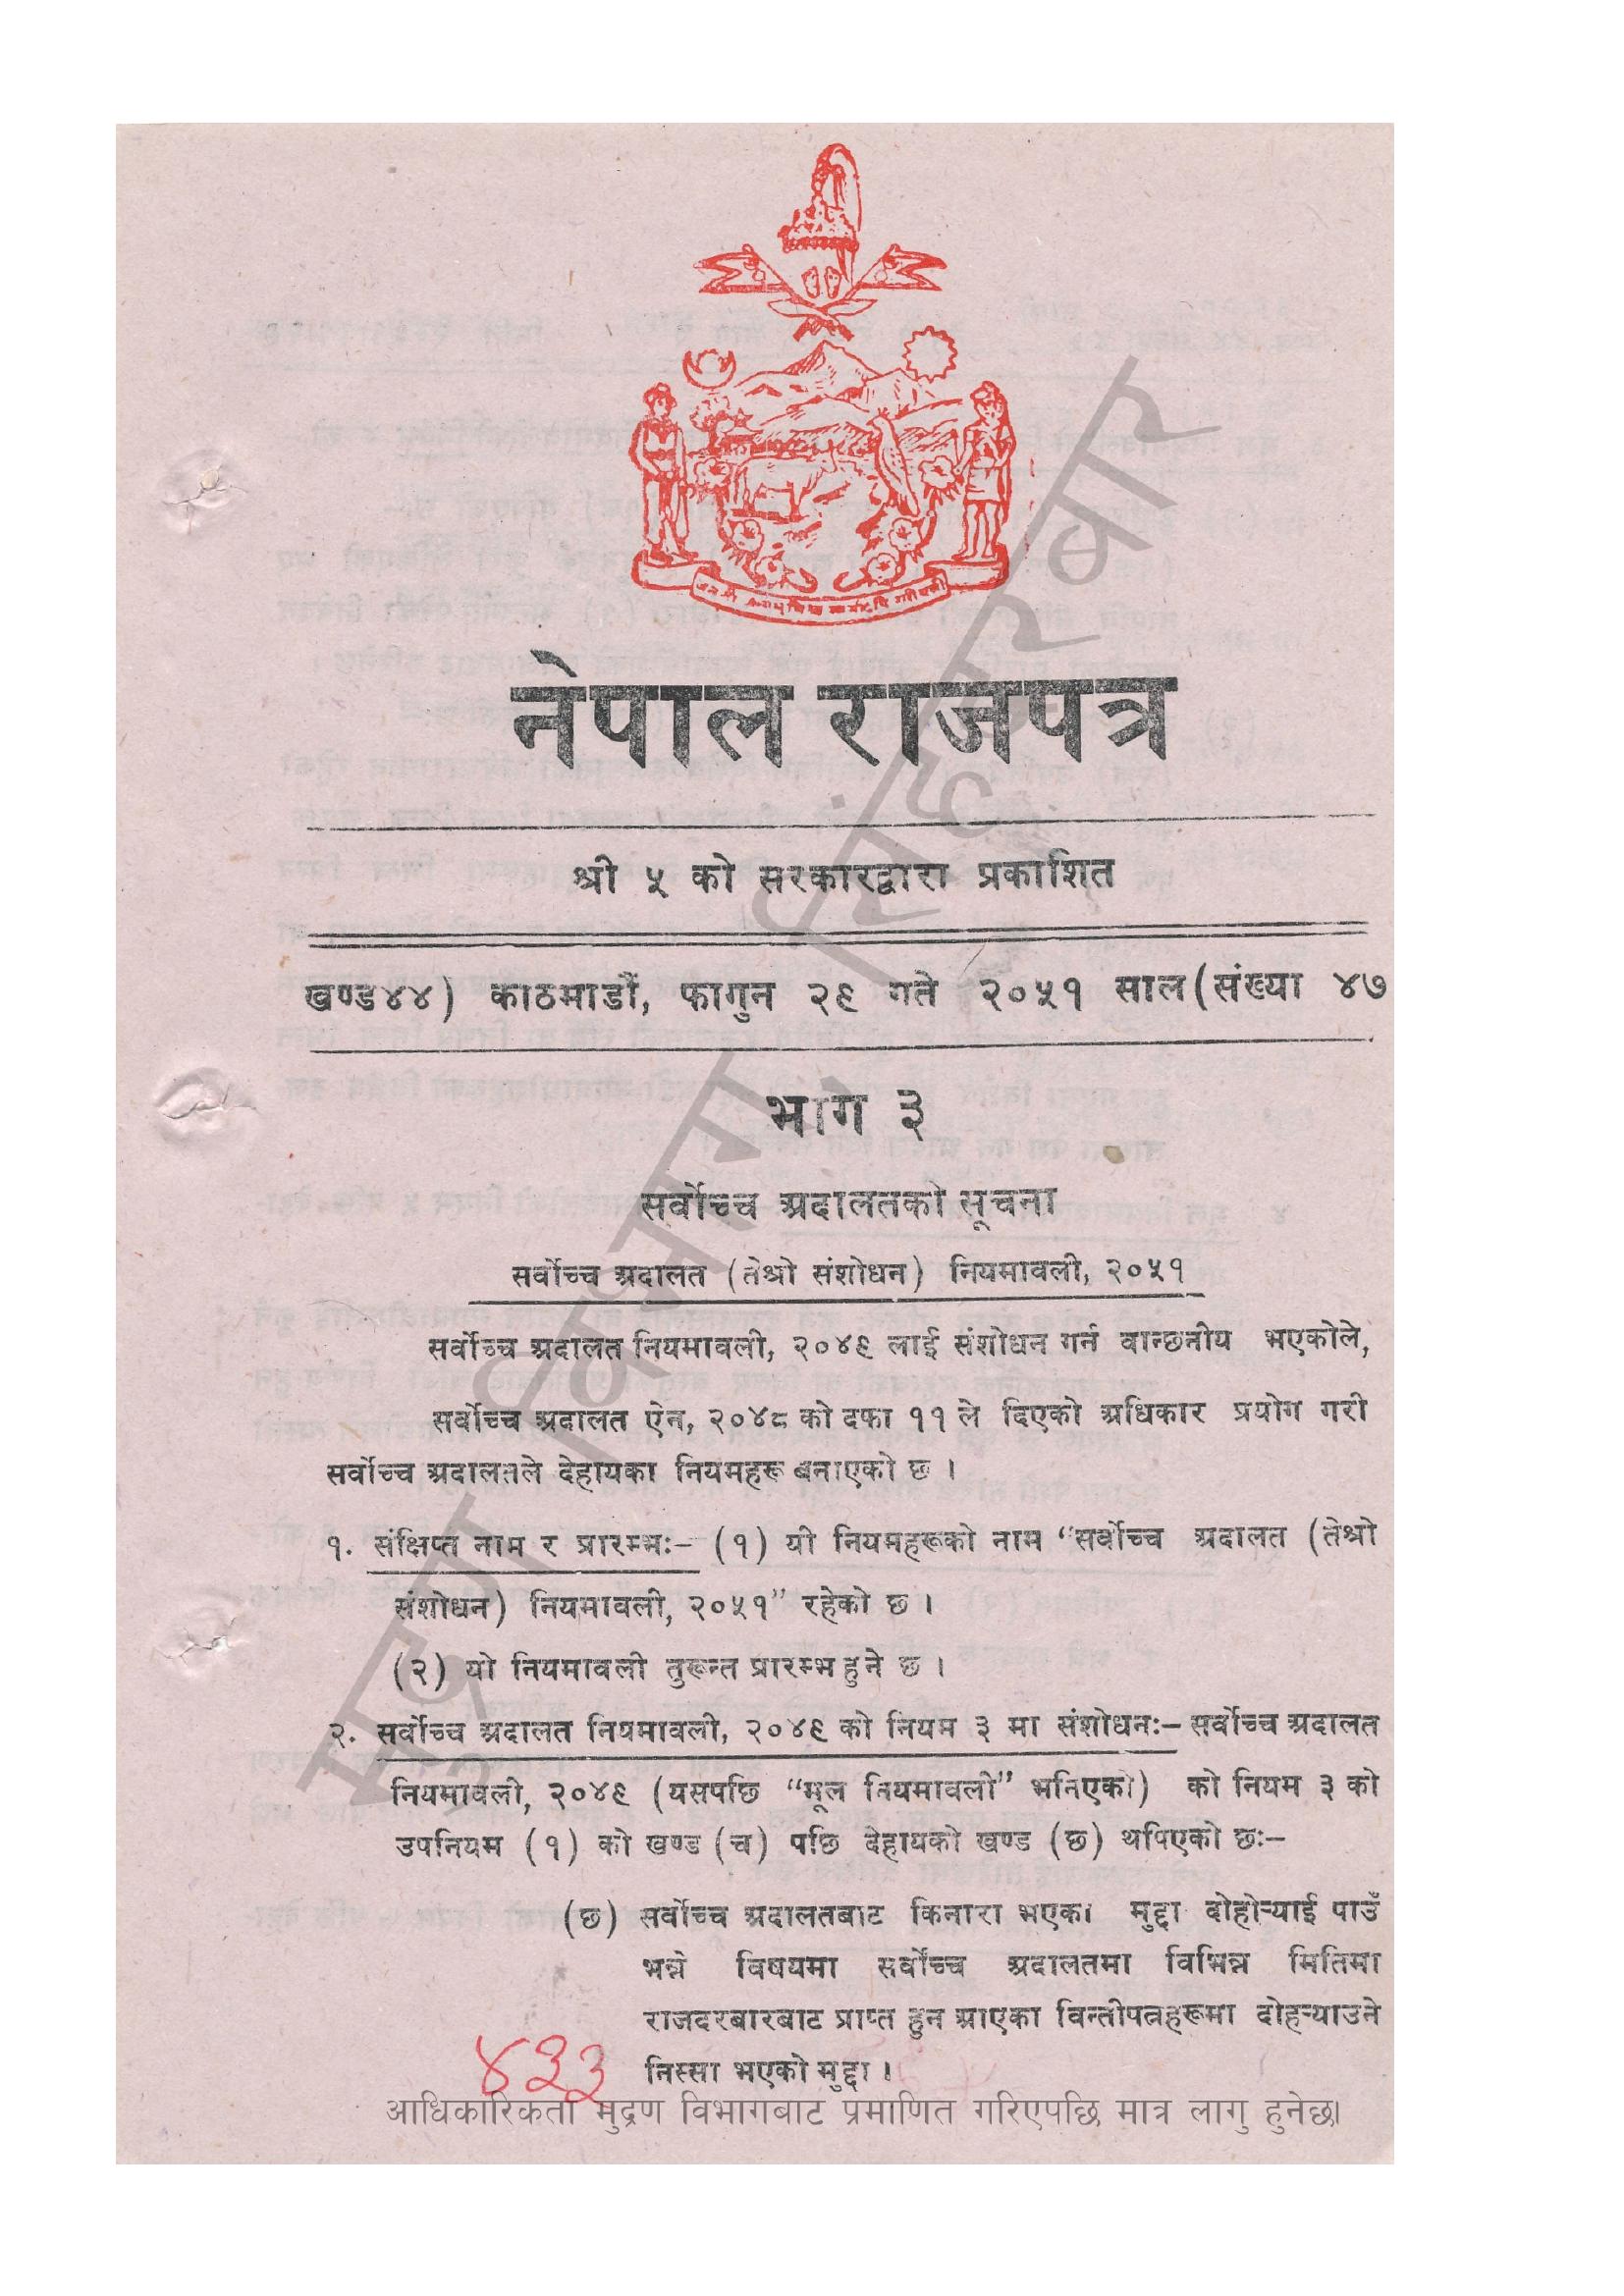 नेपाल राजपत्र
श्री ५ को सरकारद्वारा प्रकाशित
खण्ड४४) काठमाडौं, फागुन २९ गते २०५१ साल(संख्या ४७
भाग ३
सर्वोच्च अदालतको सूचना
सर्वोच्च अदालत (तेश्रो संशोधन) नियमावली, २०५१
सर्वोच्च अदालत नियमावली, २०४९ लाई संशोधन गर्न वान्छनीय भएकोले,
सर्वोच्च अदालत ऐन, २०४८ को दफा ११ ले दिएको अधिकार प्रयोग गरी
सर्वोच्च अदालतले देहायका नियमहरू बनाएको छ ।
१. संक्षिप्त नाम र प्रारम्भः– (१) यी नियमहरूको नाम “सर्वोच्च अदालत (तेश्रो
संशोधन) नियमावली, २०५१” रहेको छ ।
(२) यो नियमावली तुरून्त प्रारम्भ हुने छ ।
२. सर्वोच्च अदालत नियमावली, २०४९ को नियम ३ मा संशोधनः– सर्वोच्च अदालत
नियमावली, २०४९ (यसपछि “मूल नियमावली” भनिएको) को नियम ३ को
उपनियम (१) को खण्ड (च) पछि देहायको खण्ड (छ) थपिएको छः–
(छ) सर्वोच्च अदालतबाट किनारा भएका मुद्दा दोहोर्‍याई पाउँ
भन्ने विषयमा सर्वोच्च अदालतमा विभिन्न मितिमा
राजदरबारबाट प्राप्त हुन आएका विन्तीपत्रहरूमा दोहर्‍याउने
निस्सा भएको मुद्दा ।
४३३
आधिकारिकता मुद्रण विभागबाट प्रमाणित गरिएपछि मात्र लागु हुनेछ।
मुद्रण विभाग, सिंहदरबार